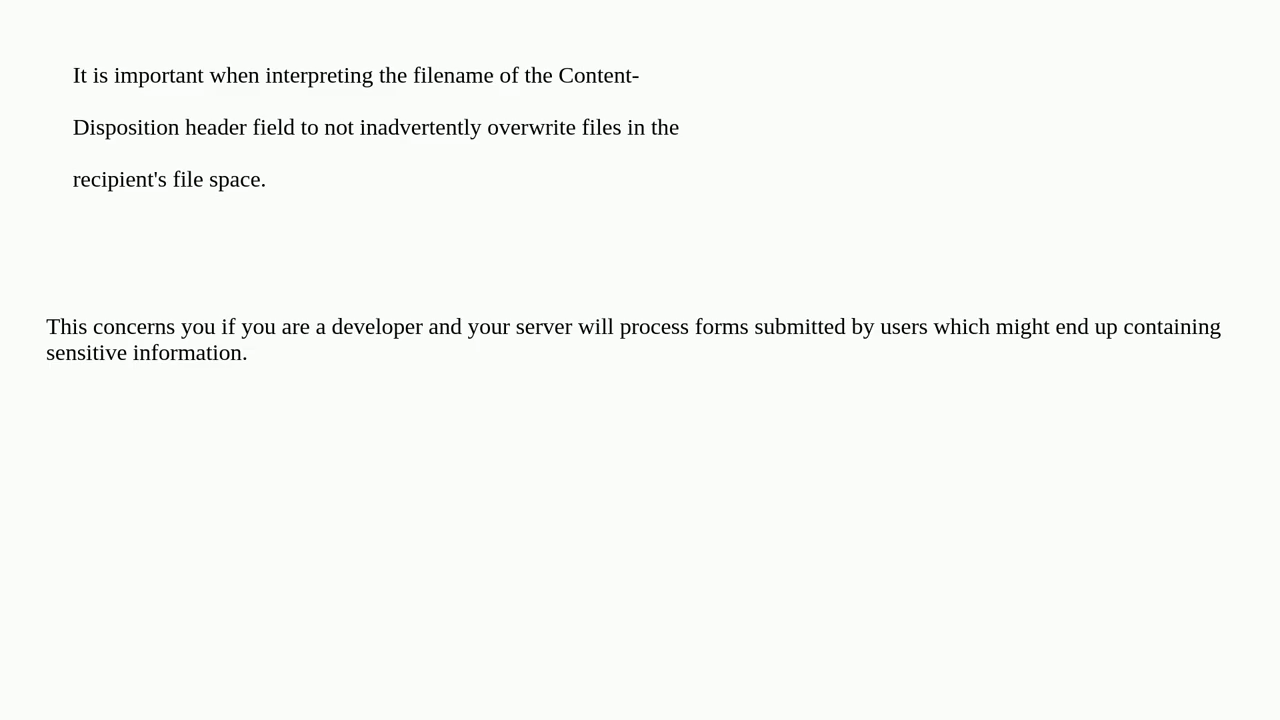 It is important when interpreting the filename of the Content-
Disposition header field to not inadvertently overwrite files in the
recipient's file space.
This concerns you if you are a developer and your server will process forms submitted by users which might end up containing
sensitive information.